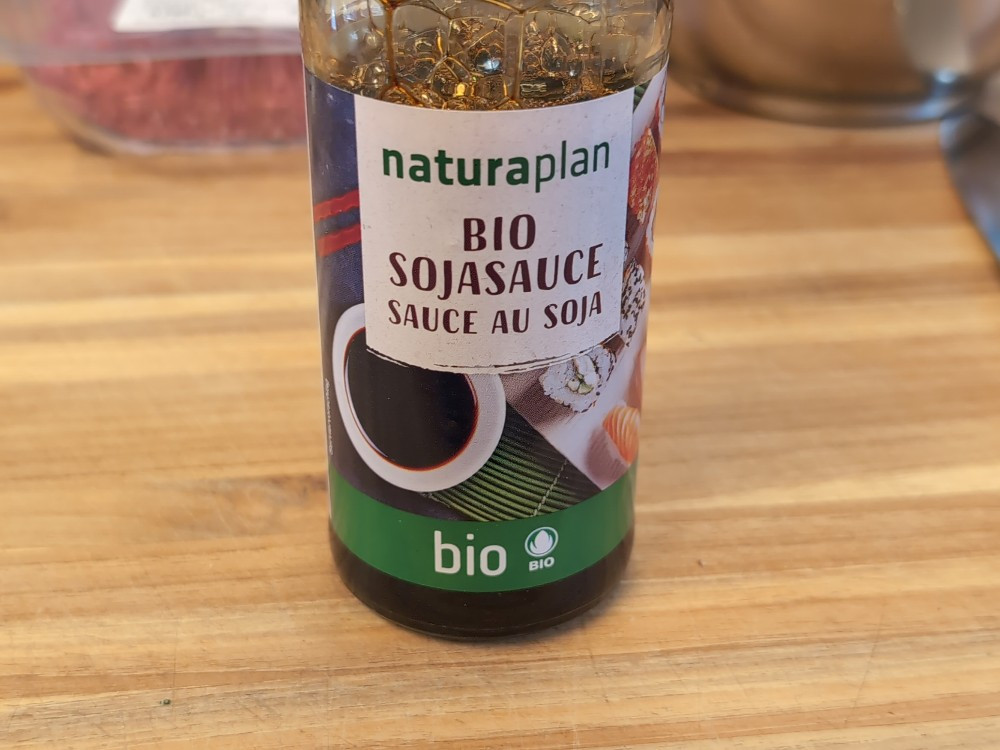 naturaplan
BIO
SOJASAUCE
SAUCE AU SOJA
bio
BIO